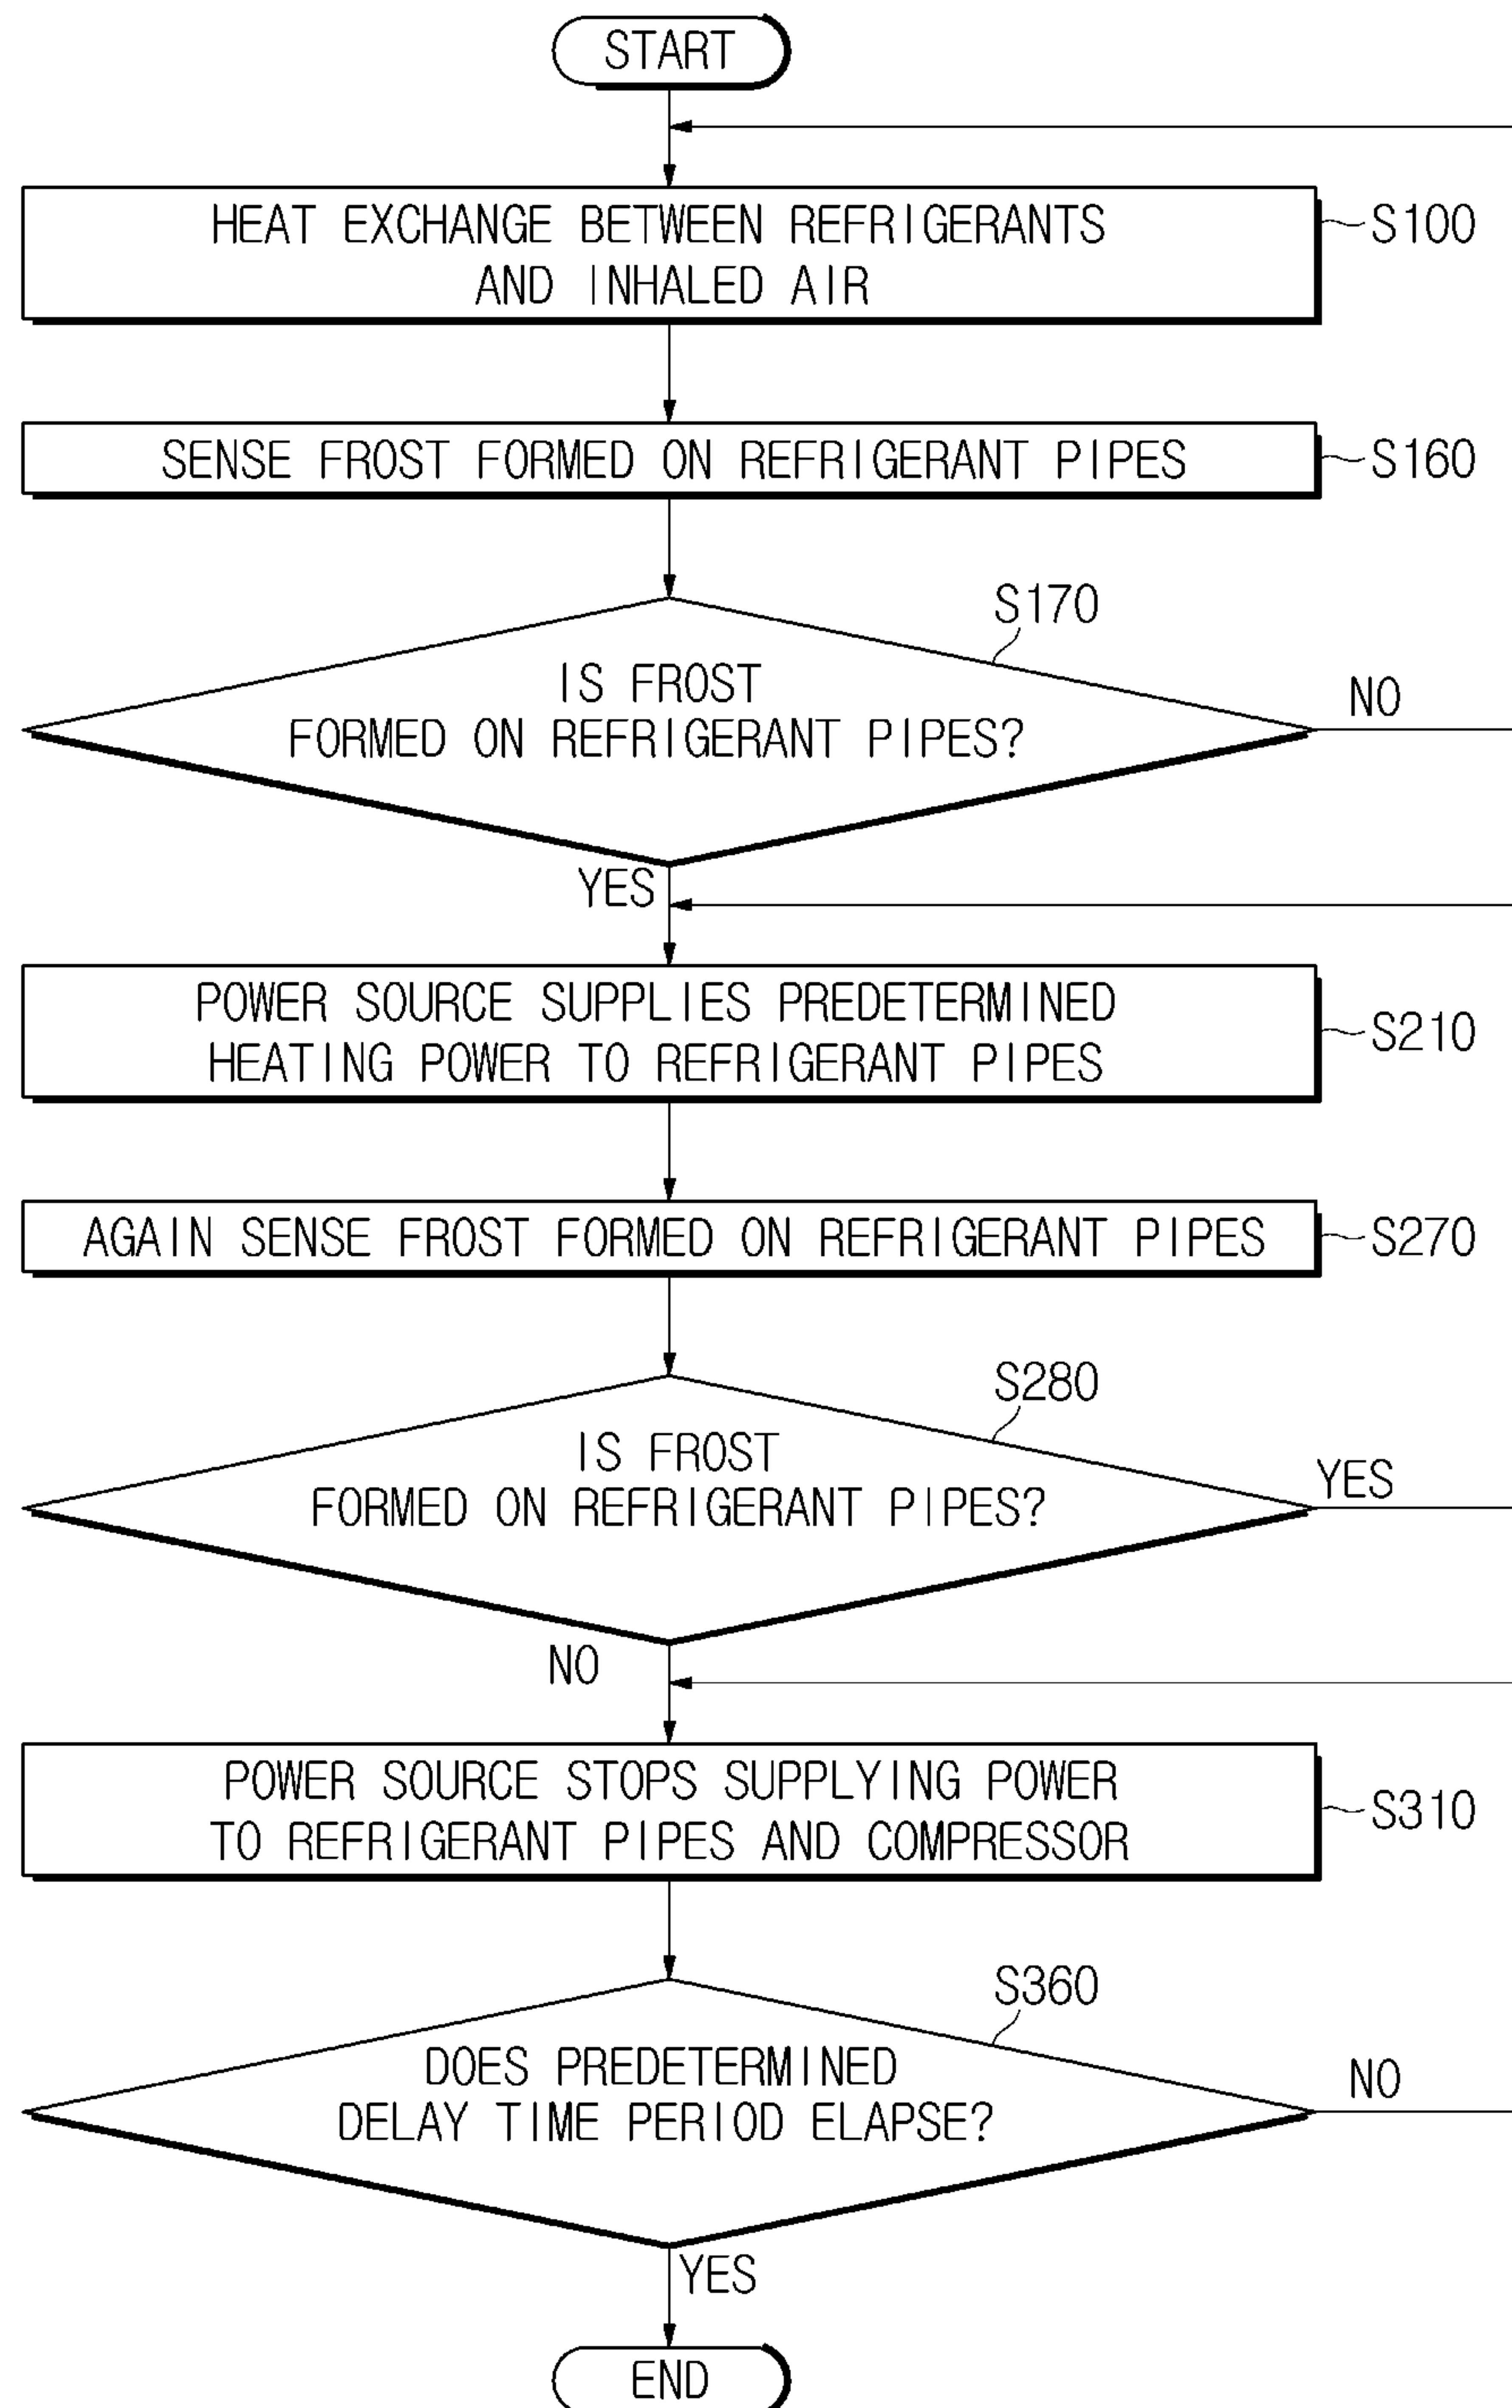 START
HEAT EXCHANGE BETWEEN REFRIGERANTS
AND INHALED AIR
S100
SENSE FROST FORMED ON REFRIGERANT PIPES
S160
S170
IS FROST
FORMED ON REFRIGERANT PIPES?
NO
YES
POWER SOURCE SUPPLIES PREDETERMINED
HEATING POWER TO REFRIGERANT PIPES
S210
AGAIN SENSE FROST FORMED ON REFRIGERANT PIPES
S270
S280
IS FROST
FORMED ON REFRIGERANT PIPES?
YES
NO
POWER SOURCE STOPS SUPPLYING POWER
TO REFRIGERANT PIPES AND COMPRESSOR
S310
S360
DOES PREDETERMINED
DELAY TIME PERIOD ELAPSE?
NO
YES
END